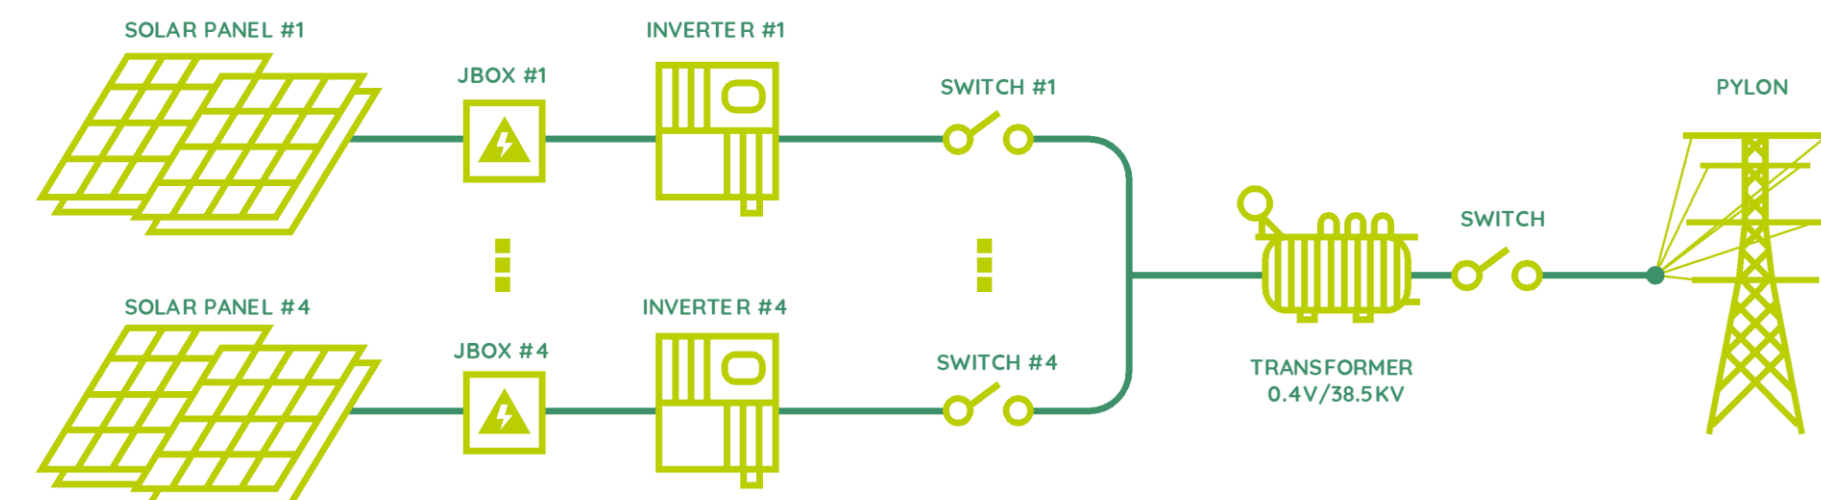 SOLAR PANEL #1
JBOX #1
INVERTER #1
SWITCH #1
PYLON
SWITCH
SOLAR PANEL #4
JBOX #4
INVERTER #4
SWITCH #4
TRANSFORMER
0.4V/38.5KV